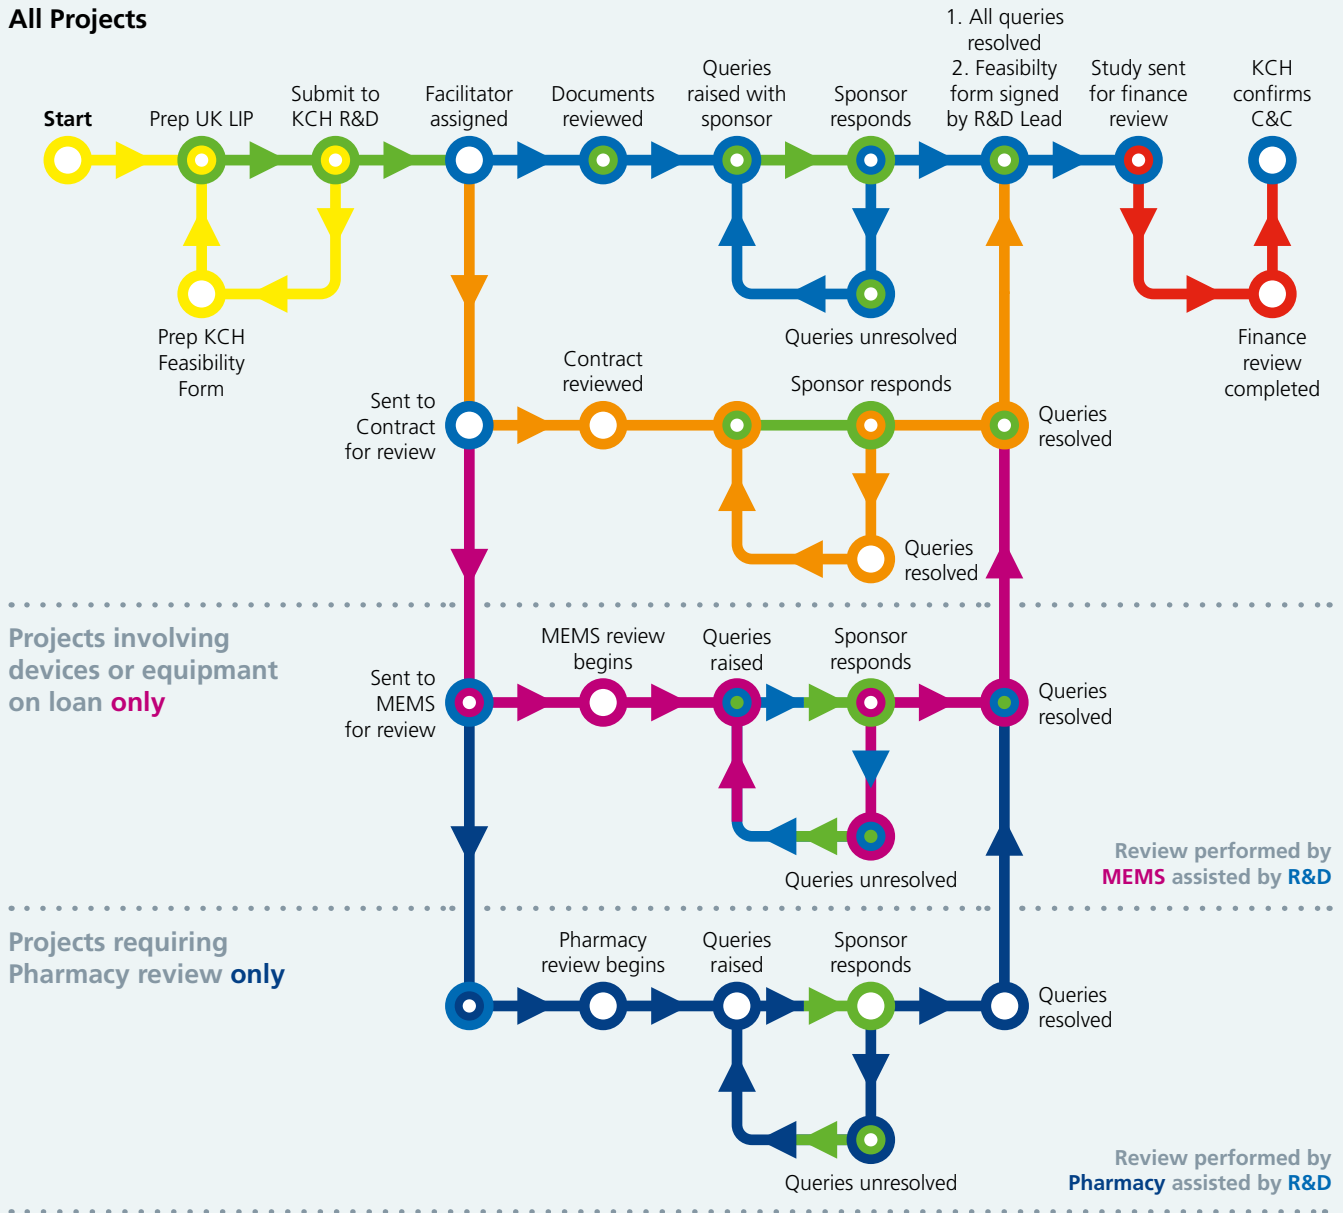 All Projects
Start
Prep UK LIP
Submit to
KCH R&D
Facilitator
assigned
Documents
reviewed
Queries
raised with
sponsor
Sponsor
responds
1. All queries
resolved
2. Feasibilty
form signed
by R&D Lead
Study sent
for finance
review
KCH
confirms
C&C
Prep KCH
Feasibility
Form
Queries unresolved
Finance
review
completed
Sent to
Contract
for review
Contract
reviewed
Sponsor responds
Queries
resolved
Queries
resolved
Projects involving
devices or equipmant
on loan only
Sent to
MEMS
for review
MEMS review
begins
Queries
raised
Sponsor
responds
Queries
resolved
Queries unresolved
Review performed by
MEMS assisted by R&D
Projects requiring
Pharmacy review only
Pharmacy
review begins
Queries
raised
Sponsor
responds
Queries
resolved
Queries unresolved
Review performed by
Pharmacy assisted by R&D